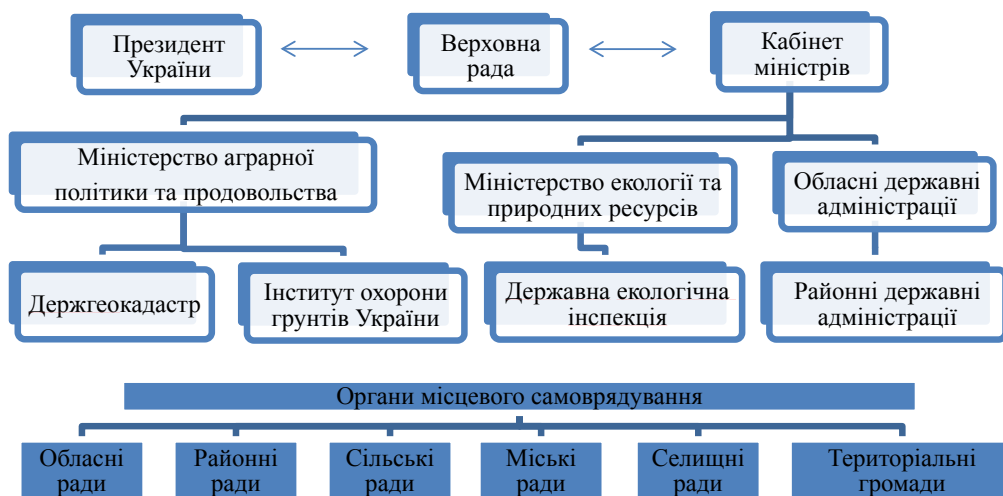 Президент
України
Верховна
рада
Кабінет
міністрів
Міністерство аграрної
політики та продовольства
Міністерство екології та
природних ресурсів
Обласні державні
адміністрації
Держгеокадастр
Інститут охорони
грунтів України
Державна екологічна
інспекція
Районні державні
адміністрації
Органи місцевого самоврядування
Обласні
ради
Районні
ради
Сільські
ради
Міські
ради
Селищні
ради
Територіальні
громади